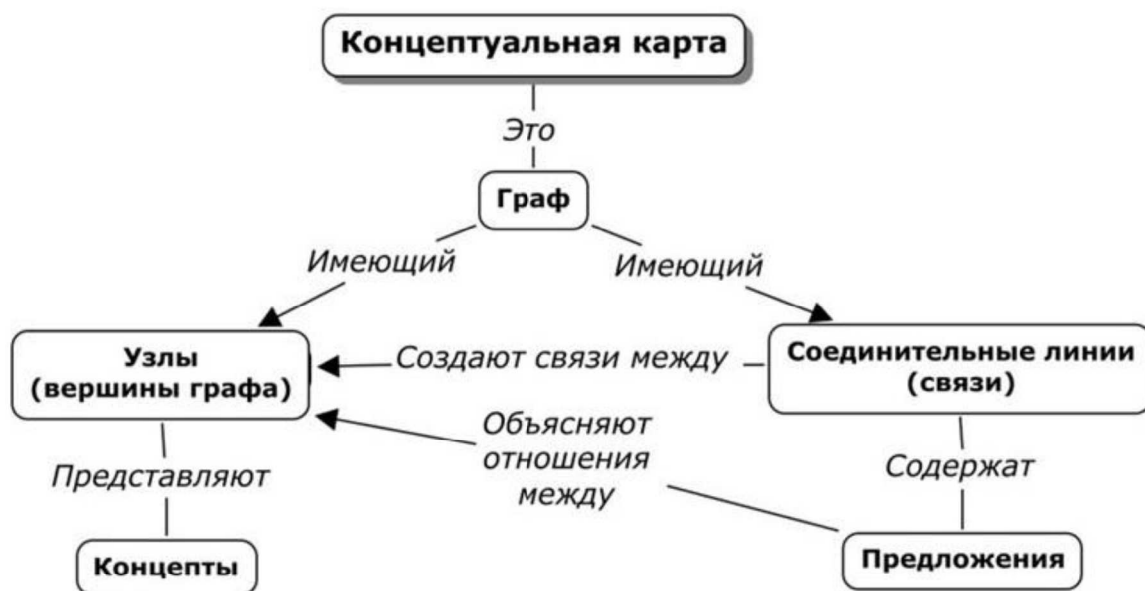 Концептуальная карта
Это
Граф
Имеющий
Имеющий
Узлы
(вершины графа)
Создают связи между
Соединительные линии
(связи)
Объясняют
отношения
между
Представляют
Содержат
Концепты
Предложения